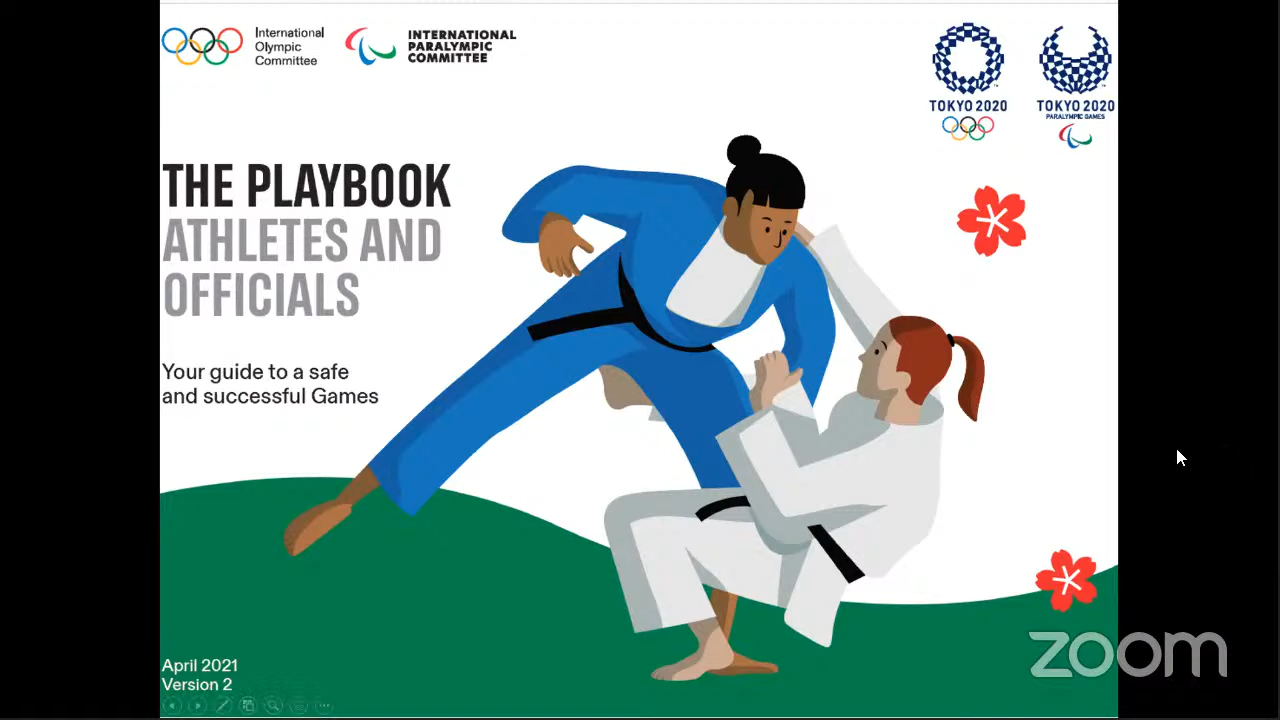 International
Olympic
Committee
INTERNATIONAL
PARALYMPIC
COMMITTEE
TOKYO 2020
TOKYO 2020
PARALYMPIC GAMES
THE PLAYBOOK
ATHLETES AND
OFFICIALS
Your guide to a safe
and successful Games
April 2021
Version 2
zoom